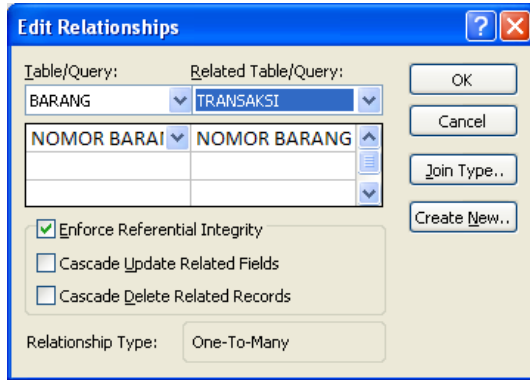 Edit Relationships
Table/Query: Related Table/Query:
OK
BARANG TRANSAKSI
Cancel
NOMOR BARAI NOMOR BARANG
Join Type..
Create New..
Enforce Referential Integrity
Cascade Update Related Fields
Cascade Delete Related Records
Relationship Type: One-To-Many